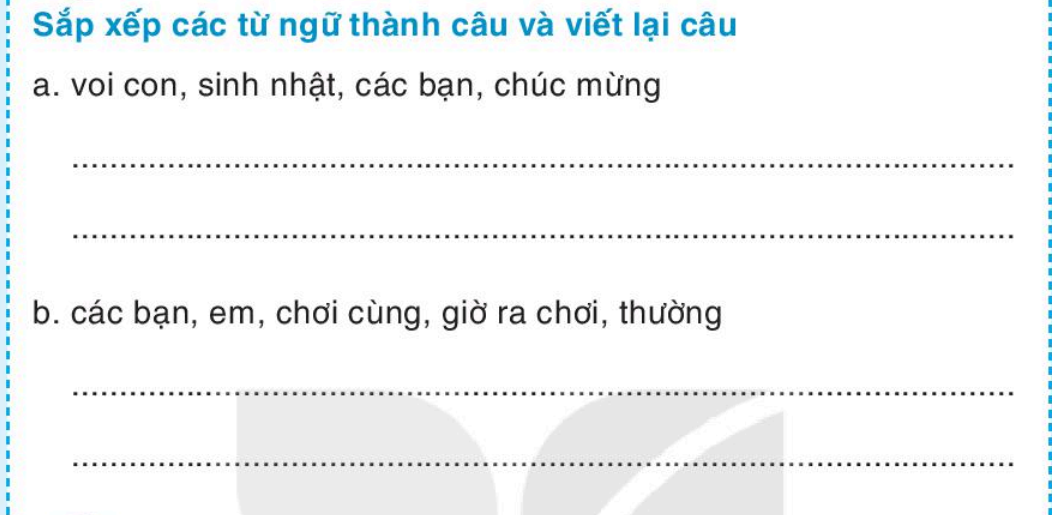 Sắp xếp các từ ngữ thành câu và viết lại câu
a. voi con, sinh nhật, các bạn, chúc mừng
b. các bạn, em, chơi cùng, giờ ra chơi, thường